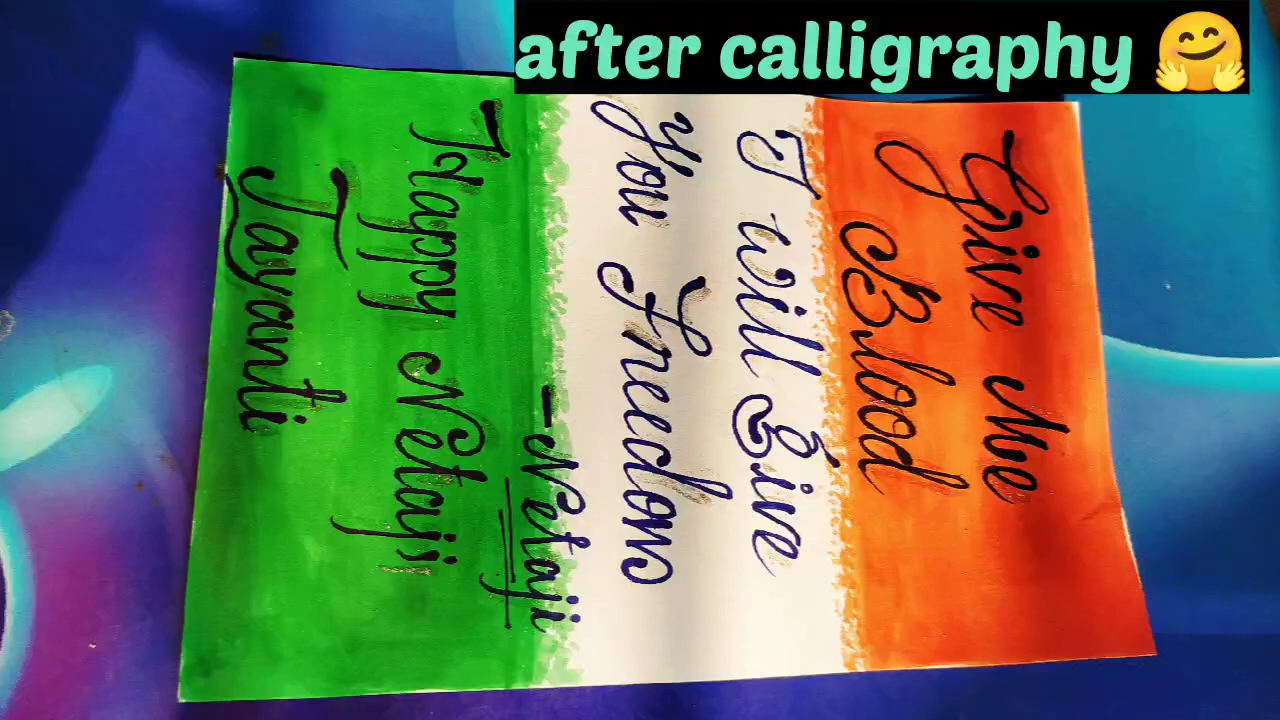 after calligraphy 🤗
Give Me
Blood
I will Give
You Freedom
- Netaji
Happy Netaji
Jayanti